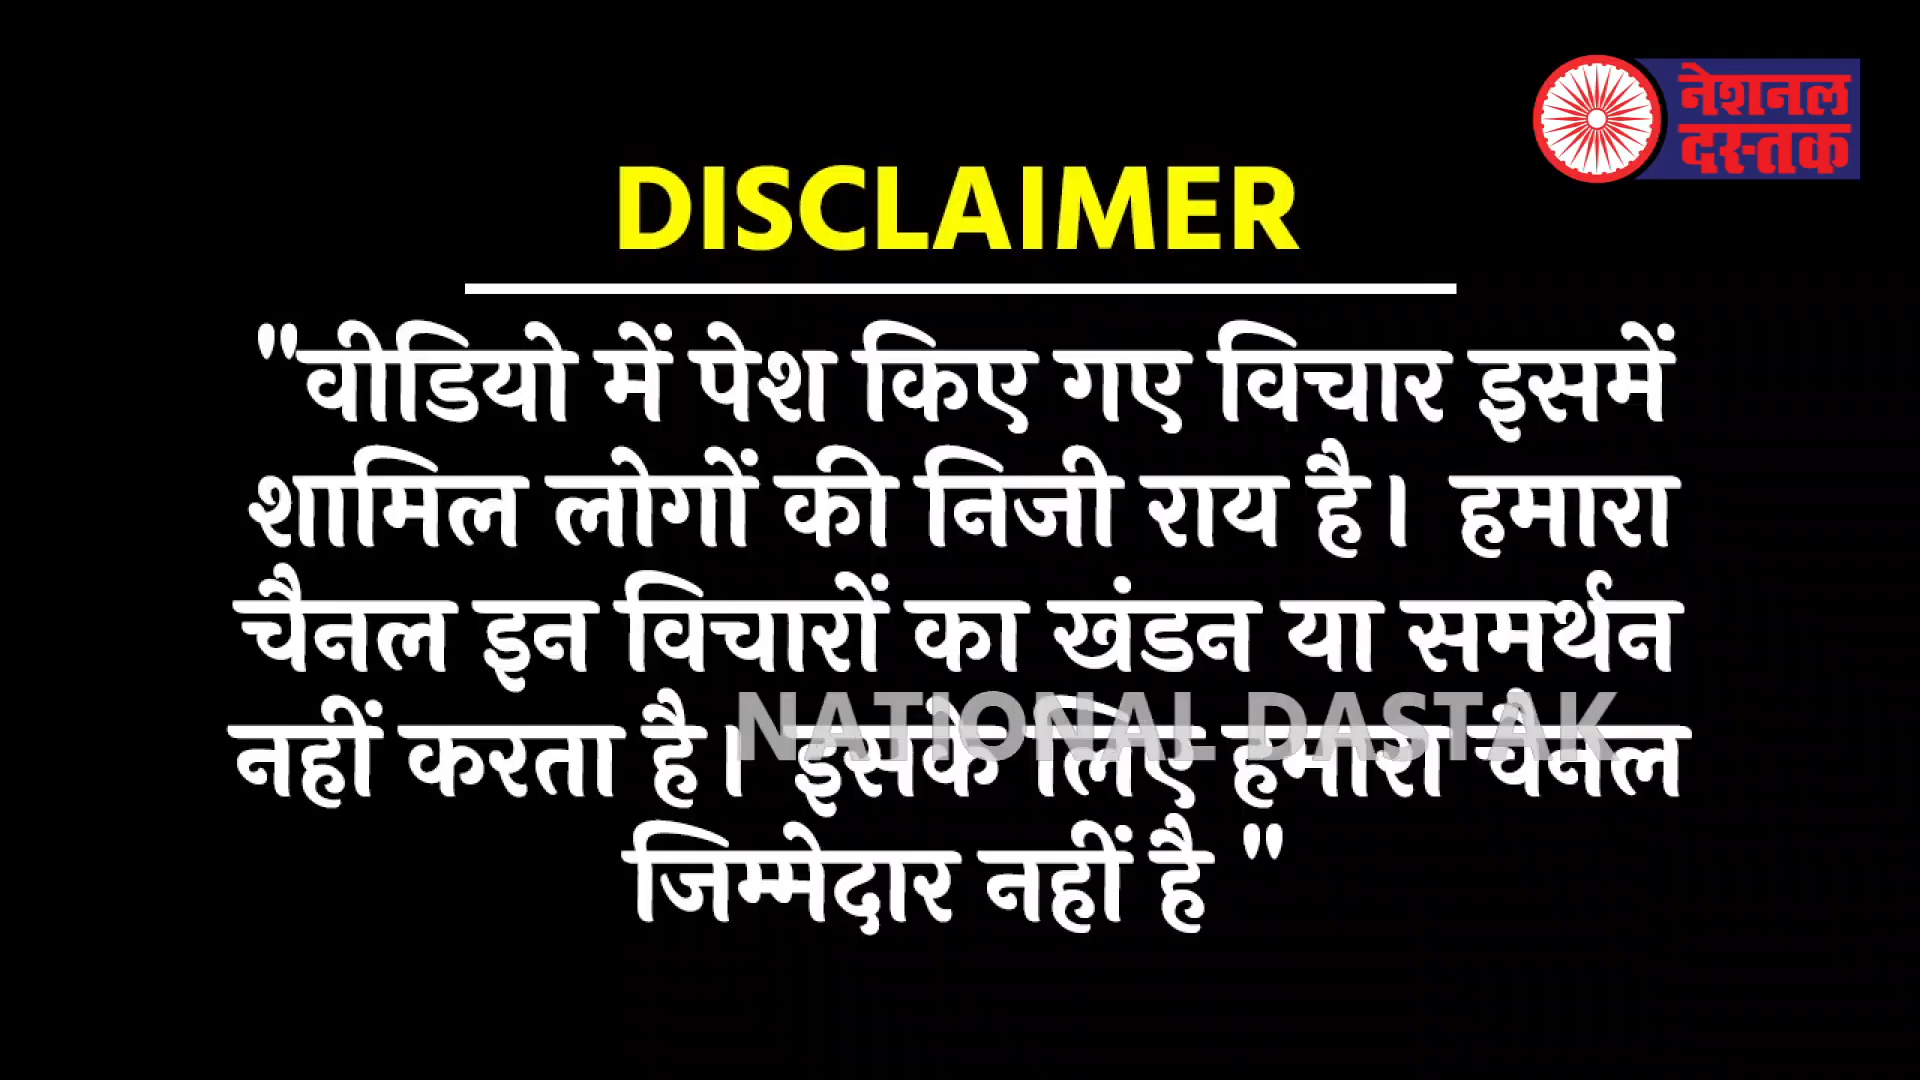 नेशनल
दस्तक
DISCLAIMER
"वीडियो में पेश किए गए विचार इसमें
शामिल लोगों की निजी राय है। हमारा
चैनल इन विचारों का खंडन या समर्थन
नहीं करता है। इसके लिए हमारा चैनल
NATIONAL DASTAK
जिम्मेदार नहीं है "